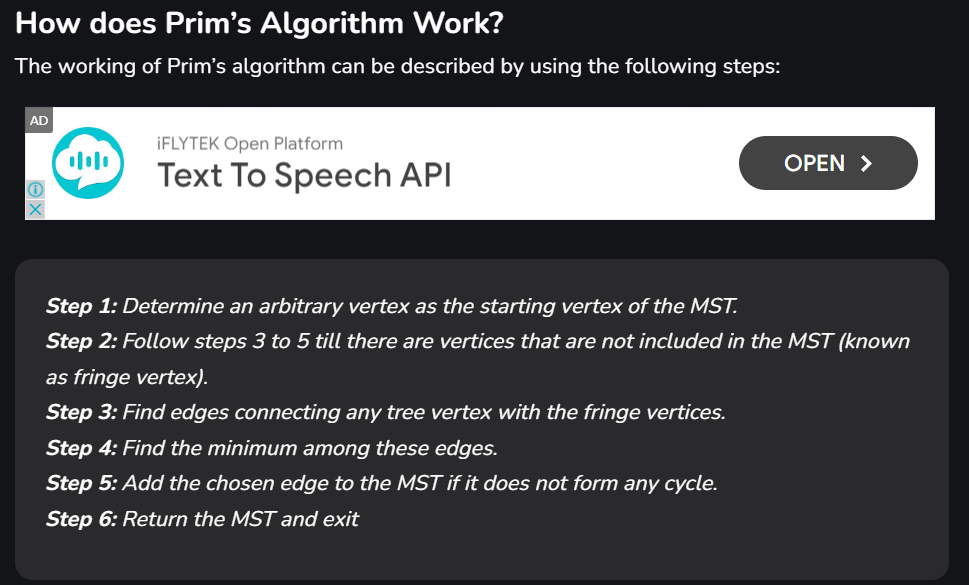 How does Prim’s Algorithm Work?
The working of Prim’s algorithm can be described by using the following steps:
AD
iFLYTEK Open Platform
Text To Speech API
OPEN
Step 1: Determine an arbitrary vertex as the starting vertex of the MST.
Step 2: Follow steps 3 to 5 till there are vertices that are not included in the MST (known
as fringe vertex).
Step 3: Find edges connecting any tree vertex with the fringe vertices.
Step 4: Find the minimum among these edges.
Step 5: Add the chosen edge to the MST if it does not form any cycle.
Step 6: Return the MST and exit